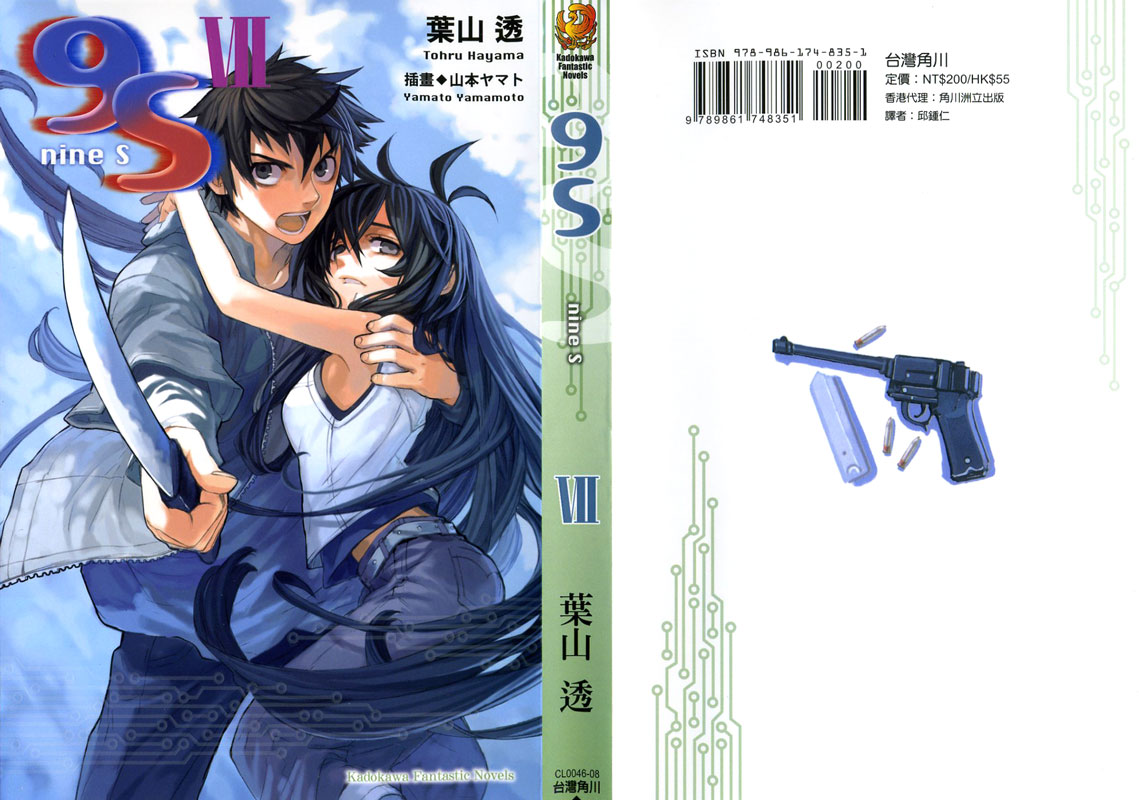 9S
VII
nine S
葉山 透
Tohru Hayama
插畫◆山本ヤマト
Yamato Yamamoto
Kadokawa Fantastic Novels
Kadokawa
Fantastic
Novels
9S
nine S
VII
葉山 透
CL0046-08
台灣角川
ISBN 978-986-174-835-1
00200
9 789861 748351
台灣角川
定價：NT$200/HK$55
香港代理：角川洲立出版
譯者：邱鍾仁